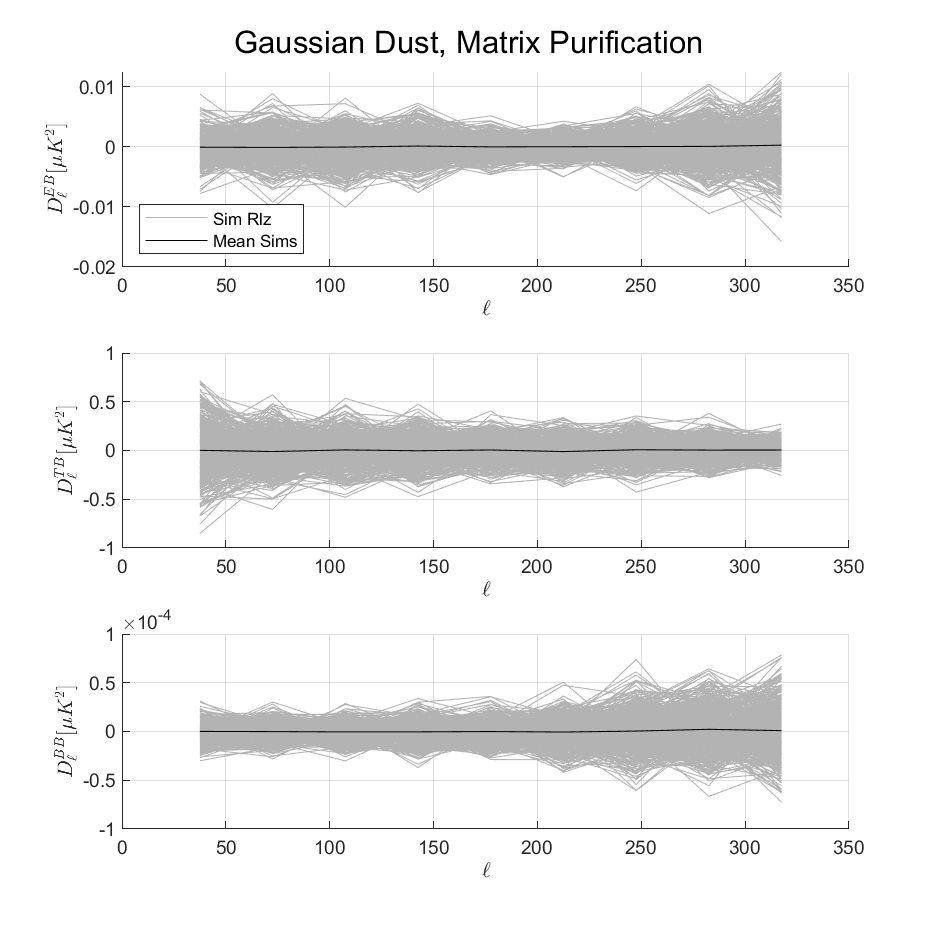 Gaussian Dust, Matrix Purification
0.01
0
-0.01
-0.02
D_ℓ^{EB}[μK^2]
Sim Rlz
Mean Sims
0 50 100 150 200 250 300 350
ℓ
1
0.5
0
-0.5
-1
D_ℓ^{TB}[μK^2]
0 50 100 150 200 250 300 350
ℓ
×10^{-4}
1
0.5
0
-0.5
-1
D_ℓ^{BB}[μK^2]
0 50 100 150 200 250 300 350
ℓ